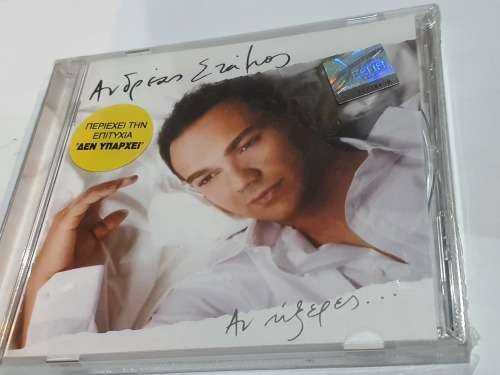 Ανδρέας Στάμος
ΠΕΡΙΕΧΕΙ ΤΗΝ
ΕΠΙΤΥΧΙΑ
'ΔΕΝ ΥΠΑΡΧΕΙ'
Αν ήξερες...